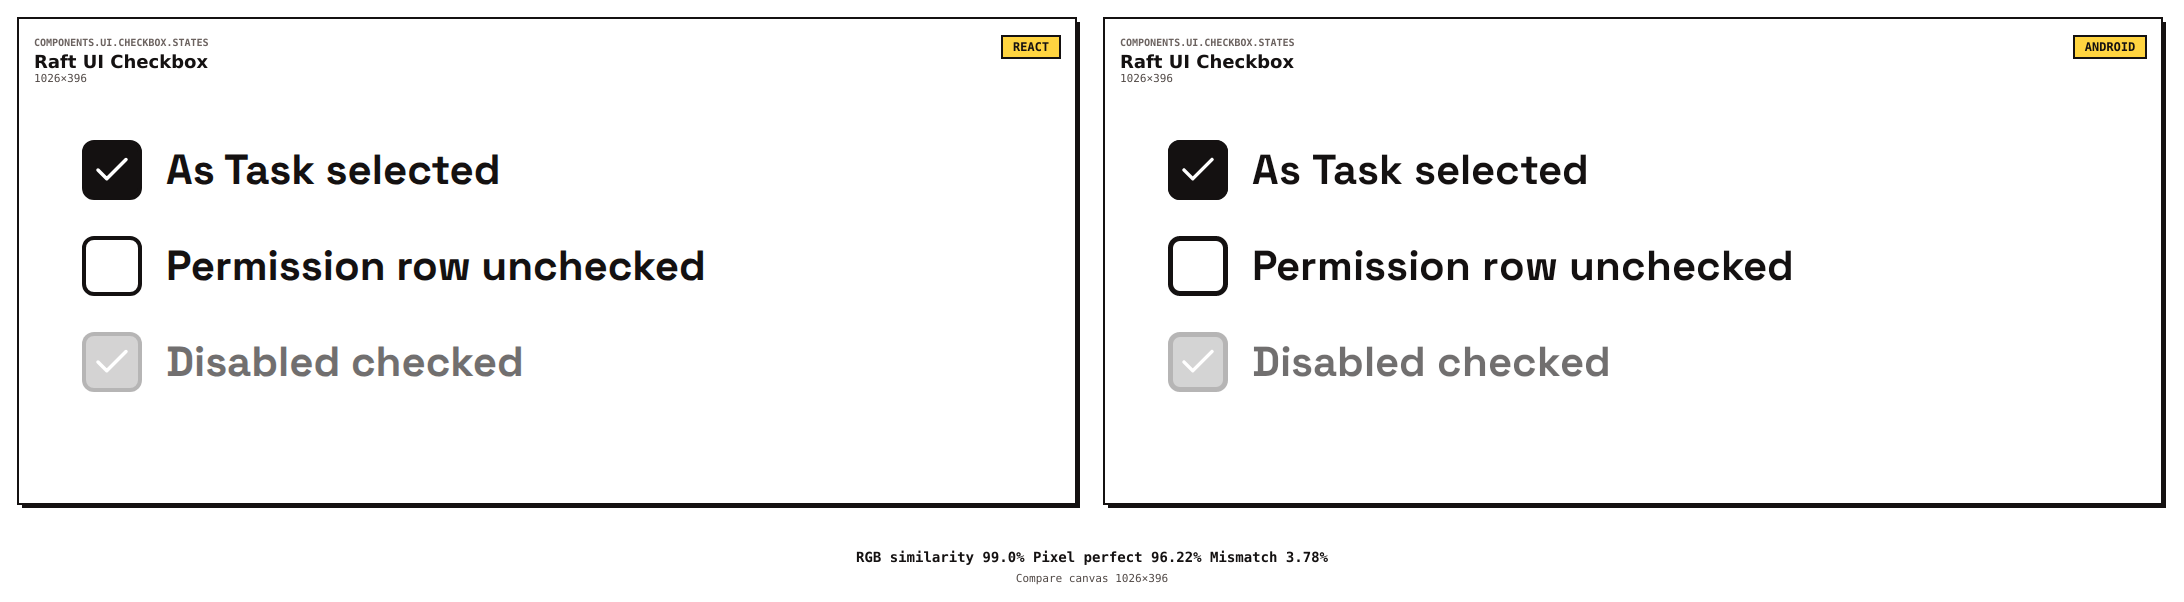 COMPONENTS.UI.CHECKBOX.STATES
Raft UI Checkbox
1026×396
REACT
As Task selected
Permission row unchecked
Disabled checked
COMPONENTS.UI.CHECKBOX.STATES
Raft UI Checkbox
1026×396
ANDROID
As Task selected
Permission row unchecked
Disabled checked
RGB similarity 99.0% Pixel perfect 96.22% Mismatch 3.78%
Compare canvas 1026×396